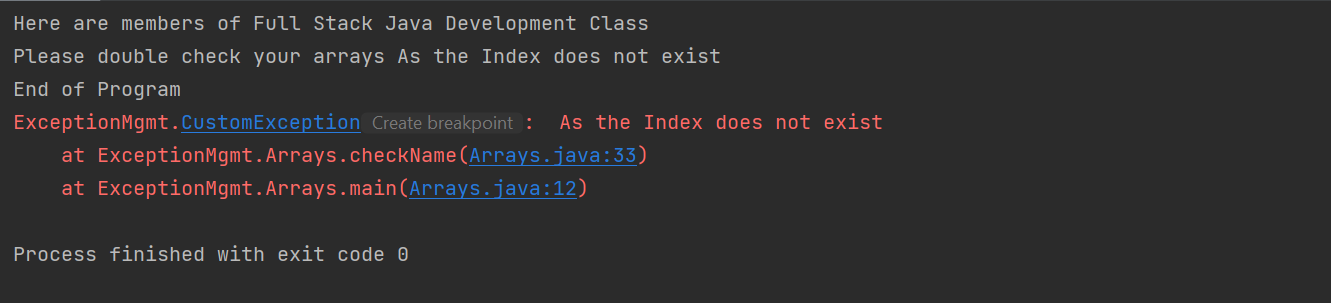 Here are members of Full Stack Java Development Class
Please double check your arrays As the Index does not exist
End of Program
ExceptionMgmt.CustomException Create breakpoint :  As the Index does not exist
    at ExceptionMgmt.Arrays.checkName(Arrays.java:33)
    at ExceptionMgmt.Arrays.main(Arrays.java:12)
Process finished with exit code 0